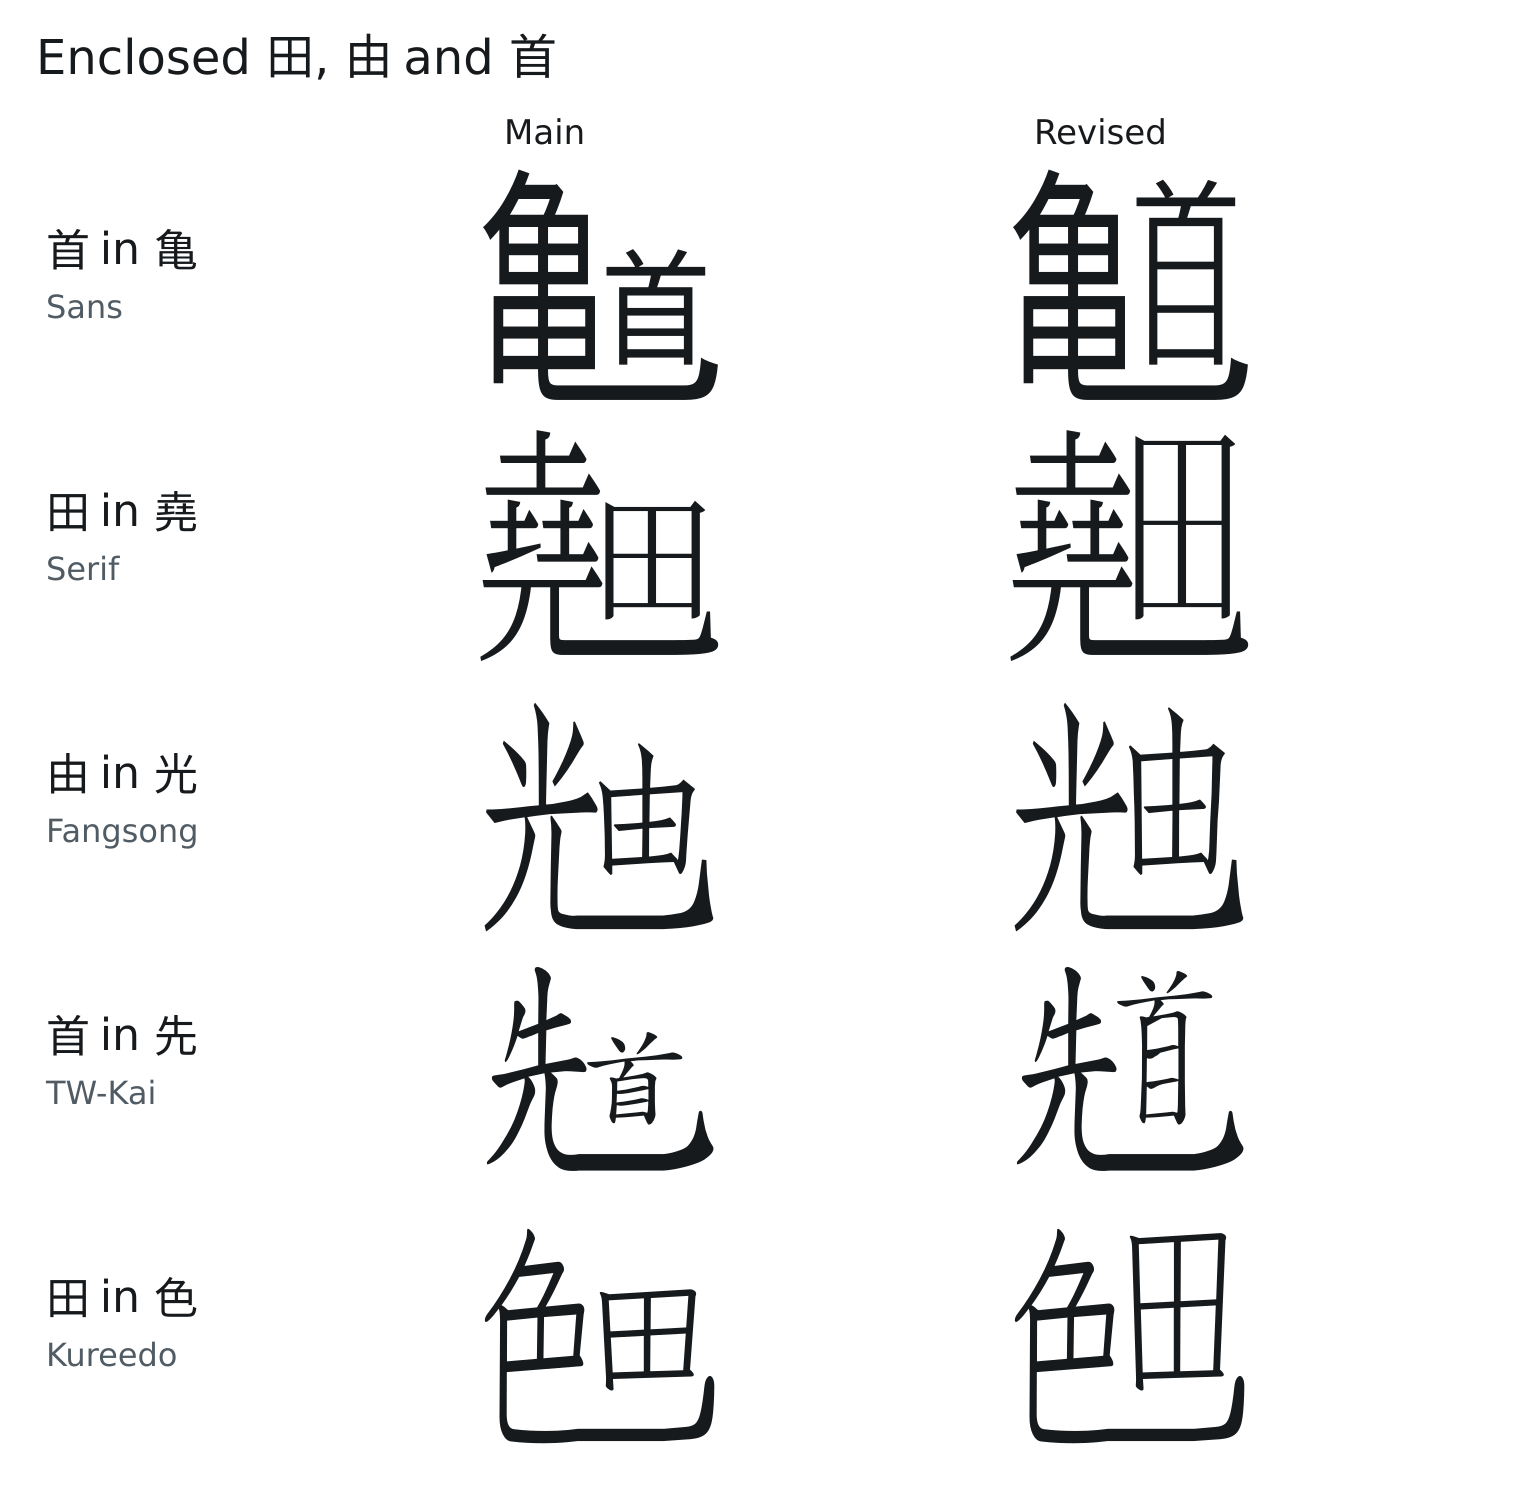 Enclosed 田, 由 and 首
Main Revised
首 in 亀
Sans
田 in 堯
Serif
由 in 光
Fangsong
首 in 先
TW-Kai
田 in 色
Kureedo